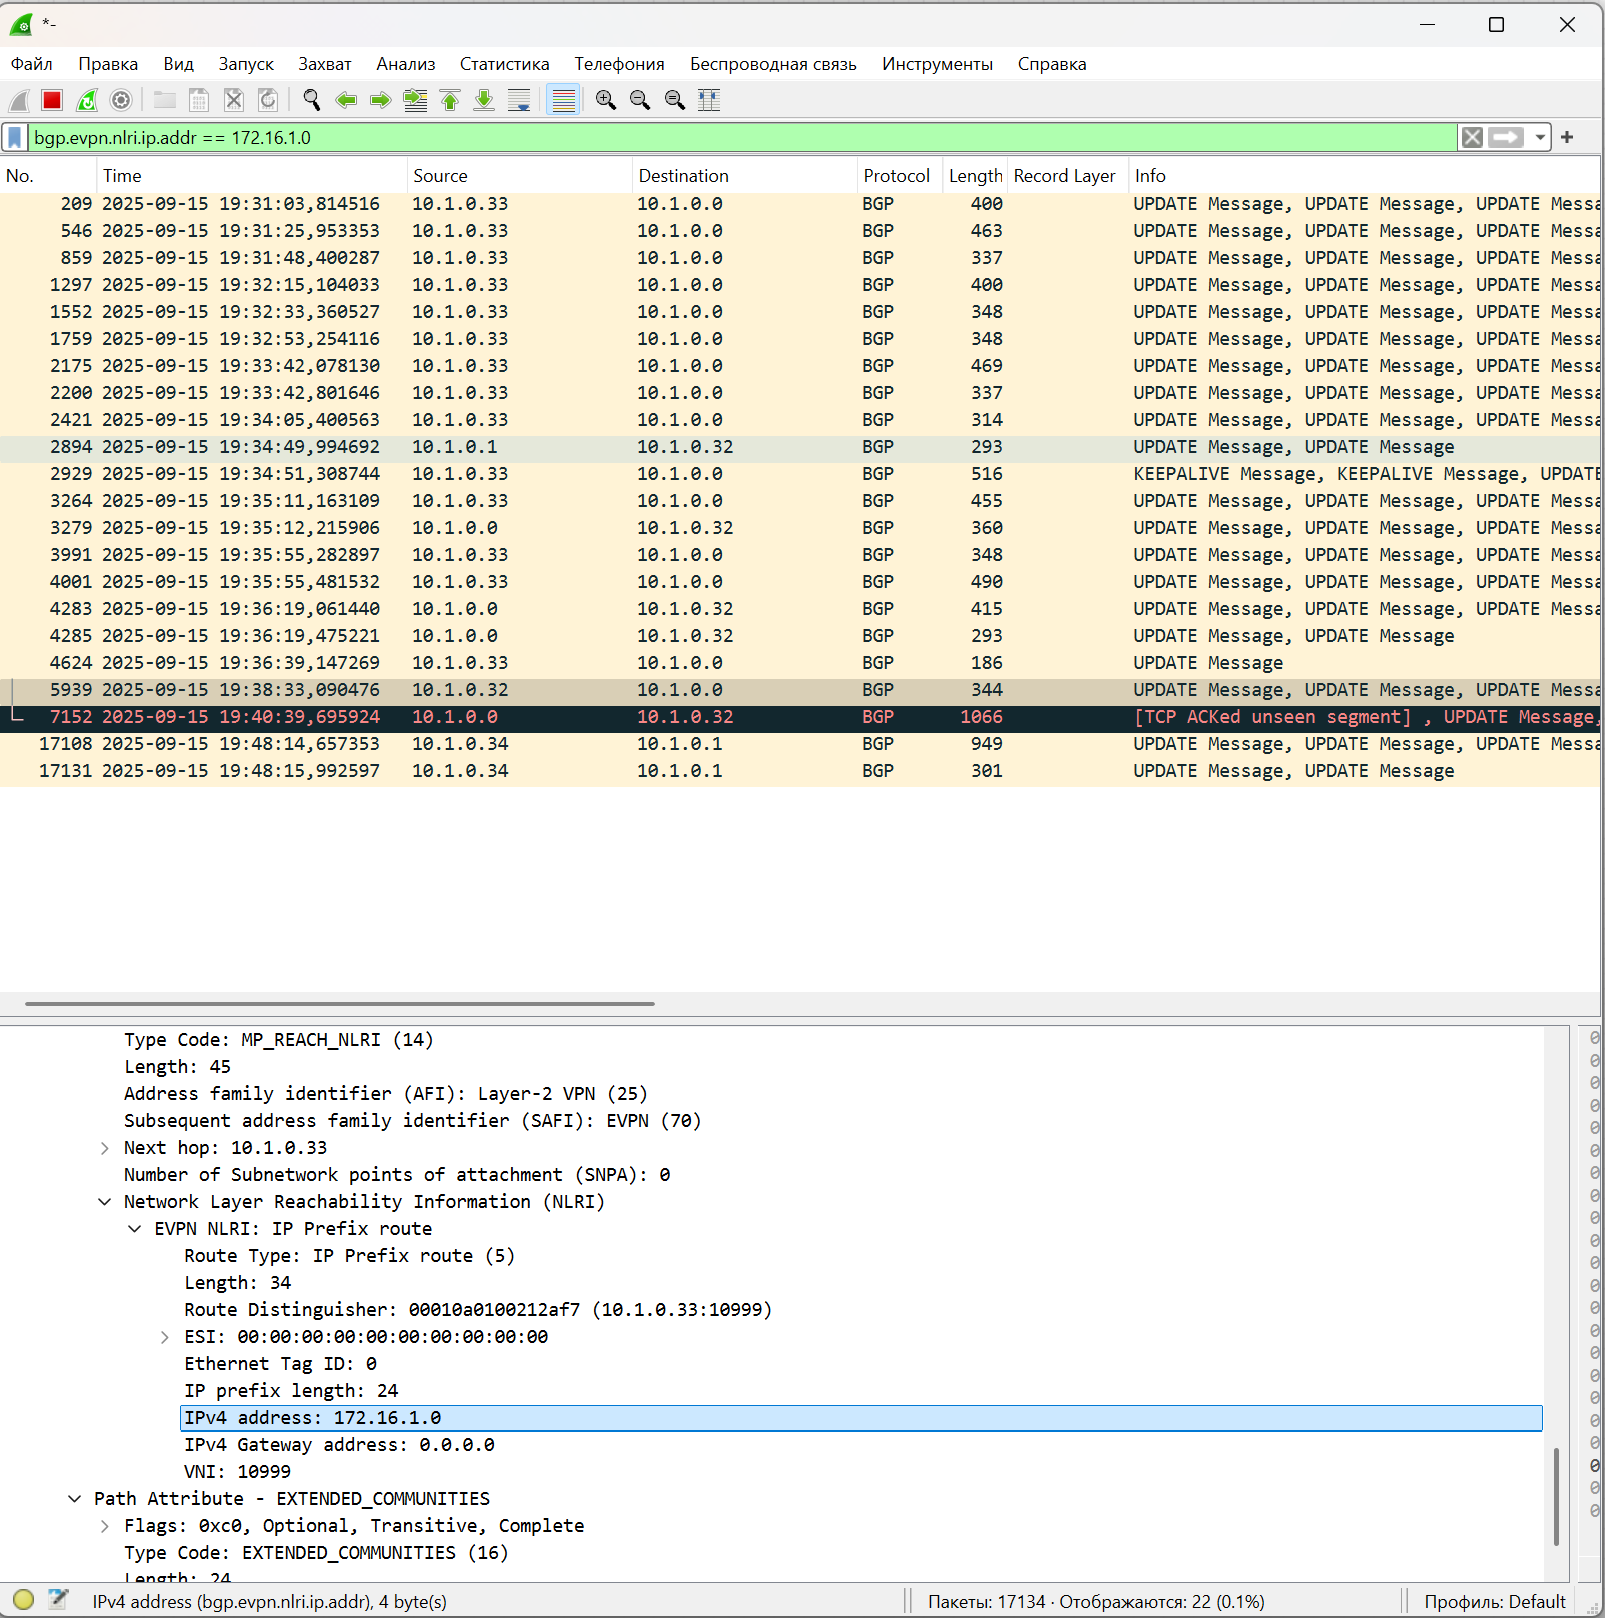 *-
Файл Правка Вид Запуск Захват Анализ Статистика Телефония Беспроводная связь Инструменты Справка
bgp.evpn.nlri.ip.addr == 172.16.1.0
No. Time Source Destination Protocol Length Record Layer Info
209 2025-09-15 19:31:03,814516 10.1.0.33 10.1.0.0 BGP 400 UPDATE Message, UPDATE Message, UPDATE Messa
546 2025-09-15 19:31:25,953353 10.1.0.33 10.1.0.0 BGP 463 UPDATE Message, UPDATE Message, UPDATE Messa
859 2025-09-15 19:31:48,400287 10.1.0.33 10.1.0.0 BGP 337 UPDATE Message, UPDATE Message, UPDATE Messa
1297 2025-09-15 19:32:15,104033 10.1.0.33 10.1.0.0 BGP 400 UPDATE Message, UPDATE Message, UPDATE Messa
1552 2025-09-15 19:32:33,360527 10.1.0.33 10.1.0.0 BGP 348 UPDATE Message, UPDATE Message, UPDATE Messa
1759 2025-09-15 19:32:53,254116 10.1.0.33 10.1.0.0 BGP 348 UPDATE Message, UPDATE Message, UPDATE Messa
2175 2025-09-15 19:33:42,078130 10.1.0.33 10.1.0.0 BGP 469 UPDATE Message, UPDATE Message, UPDATE Messa
2200 2025-09-15 19:33:42,801646 10.1.0.33 10.1.0.0 BGP 337 UPDATE Message, UPDATE Message, UPDATE Messa
2421 2025-09-15 19:34:05,400563 10.1.0.33 10.1.0.0 BGP 314 UPDATE Message, UPDATE Message, UPDATE Messa
2894 2025-09-15 19:34:49,994692 10.1.0.1 10.1.0.32 BGP 293 UPDATE Message, UPDATE Message
2929 2025-09-15 19:34:51,308744 10.1.0.33 10.1.0.0 BGP 516 KEEPALIVE Message, KEEPALIVE Message, UPDATE
3264 2025-09-15 19:35:11,163109 10.1.0.33 10.1.0.0 BGP 455 UPDATE Message, UPDATE Message, UPDATE Messa
3279 2025-09-15 19:35:12,215906 10.1.0.0 10.1.0.32 BGP 360 UPDATE Message, UPDATE Message, UPDATE Messa
3991 2025-09-15 19:35:55,282897 10.1.0.33 10.1.0.0 BGP 348 UPDATE Message, UPDATE Message, UPDATE Messa
4001 2025-09-15 19:35:55,481532 10.1.0.33 10.1.0.0 BGP 490 UPDATE Message, UPDATE Message, UPDATE Messa
4283 2025-09-15 19:36:19,061440 10.1.0.0 10.1.0.32 BGP 415 UPDATE Message, UPDATE Message, UPDATE Messa
4285 2025-09-15 19:36:19,475221 10.1.0.0 10.1.0.32 BGP 293 UPDATE Message, UPDATE Message
4624 2025-09-15 19:36:39,147269 10.1.0.33 10.1.0.0 BGP 186 UPDATE Message
5939 2025-09-15 19:38:33,090476 10.1.0.32 10.1.0.0 BGP 344 UPDATE Message, UPDATE Message, UPDATE Messa
7152 2025-09-15 19:40:39,695924 10.1.0.0 10.1.0.32 BGP 1066 [TCP ACKed unseen segment] , UPDATE Message,
17108 2025-09-15 19:48:14,657353 10.1.0.34 10.1.0.1 BGP 949 UPDATE Message, UPDATE Message, UPDATE Messa
17131 2025-09-15 19:48:15,992597 10.1.0.34 10.1.0.1 BGP 301 UPDATE Message, UPDATE Message
Type Code: MP_REACH_NLRI (14)
Length: 45
Address family identifier (AFI): Layer-2 VPN (25)
Subsequent address family identifier (SAFI): EVPN (70)
Next hop: 10.1.0.33
Number of Subnetwork points of attachment (SNPA): 0
Network Layer Reachability Information (NLRI)
EVPN NLRI: IP Prefix route
Route Type: IP Prefix route (5)
Length: 34
Route Distinguisher: 00010a0100212af7 (10.1.0.33:10999)
ESI: 00:00:00:00:00:00:00:00:00:00
Ethernet Tag ID: 0
IP prefix length: 24
IPv4 address: 172.16.1.0
IPv4 Gateway address: 0.0.0.0
VNI: 10999
Path Attribute - EXTENDED_COMMUNITIES
Flags: 0xc0, Optional, Transitive, Complete
Type Code: EXTENDED_COMMUNITIES (16)
Length: 24
IPv4 address (bgp.evpn.nlri.ip.addr), 4 byte(s) Пакеты: 17134 · Отображаются: 22 (0.1%) Профиль: Default